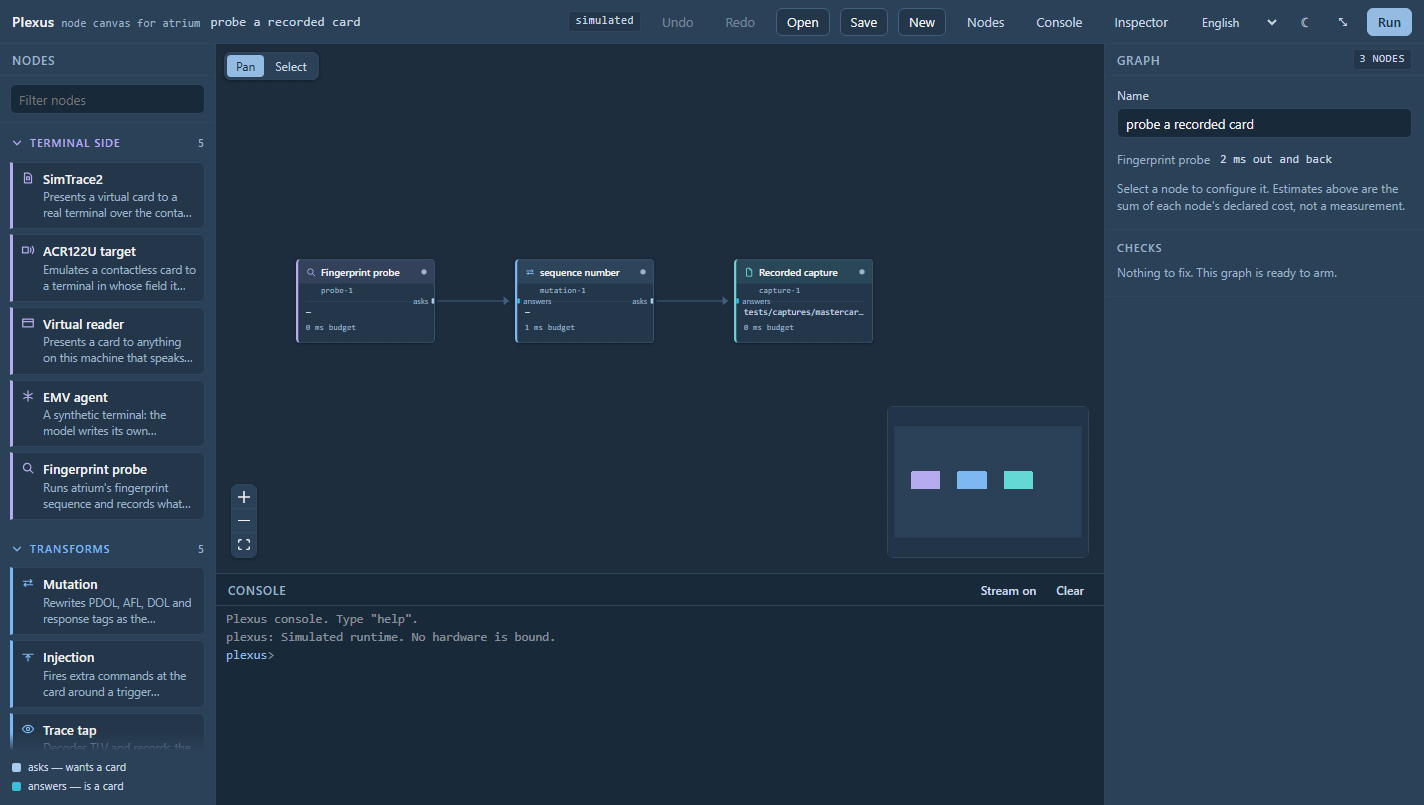 Plexus node canvas for atrium probe a recorded card simulated Undo Redo Open Save New Nodes Console Inspector English Run
NODES
Filter nodes
TERMINAL SIDE 5
SimTrace2
Presents a virtual card to a
real terminal over the conta...
ACR122U target
Emulates a contactless card to
a terminal in whose field it...
Virtual reader
Presents a card to anything
on this machine that speaks...
EMV agent
A synthetic terminal: the
model writes its own...
Fingerprint probe
Runs atrium's fingerprint
sequence and records what...
TRANSFORMS 5
Mutation
Rewrites PDOL, AFL, DOL and
response tags as the...
Injection
Fires extra commands at the
card around a trigger...
Trace tap
Decodes TLV and records the
asks — wants a card
answers — is a card
Pan Select
Fingerprint probe
probe-1
asks
—
0 ms budget
sequence number
mutation-1
answers asks
—
1 ms budget
Recorded capture
capture-1
answers
tests/captures/mastercar...
0 ms budget
CONSOLE Stream on Clear
Plexus console. Type "help".
plexus: Simulated runtime. No hardware is bound.
plexus>
GRAPH 3 NODES
Name
probe a recorded card
Fingerprint probe 2 ms out and back
Select a node to configure it. Estimates above are the
sum of each node's declared cost, not a measurement.
CHECKS
Nothing to fix. This graph is ready to arm.